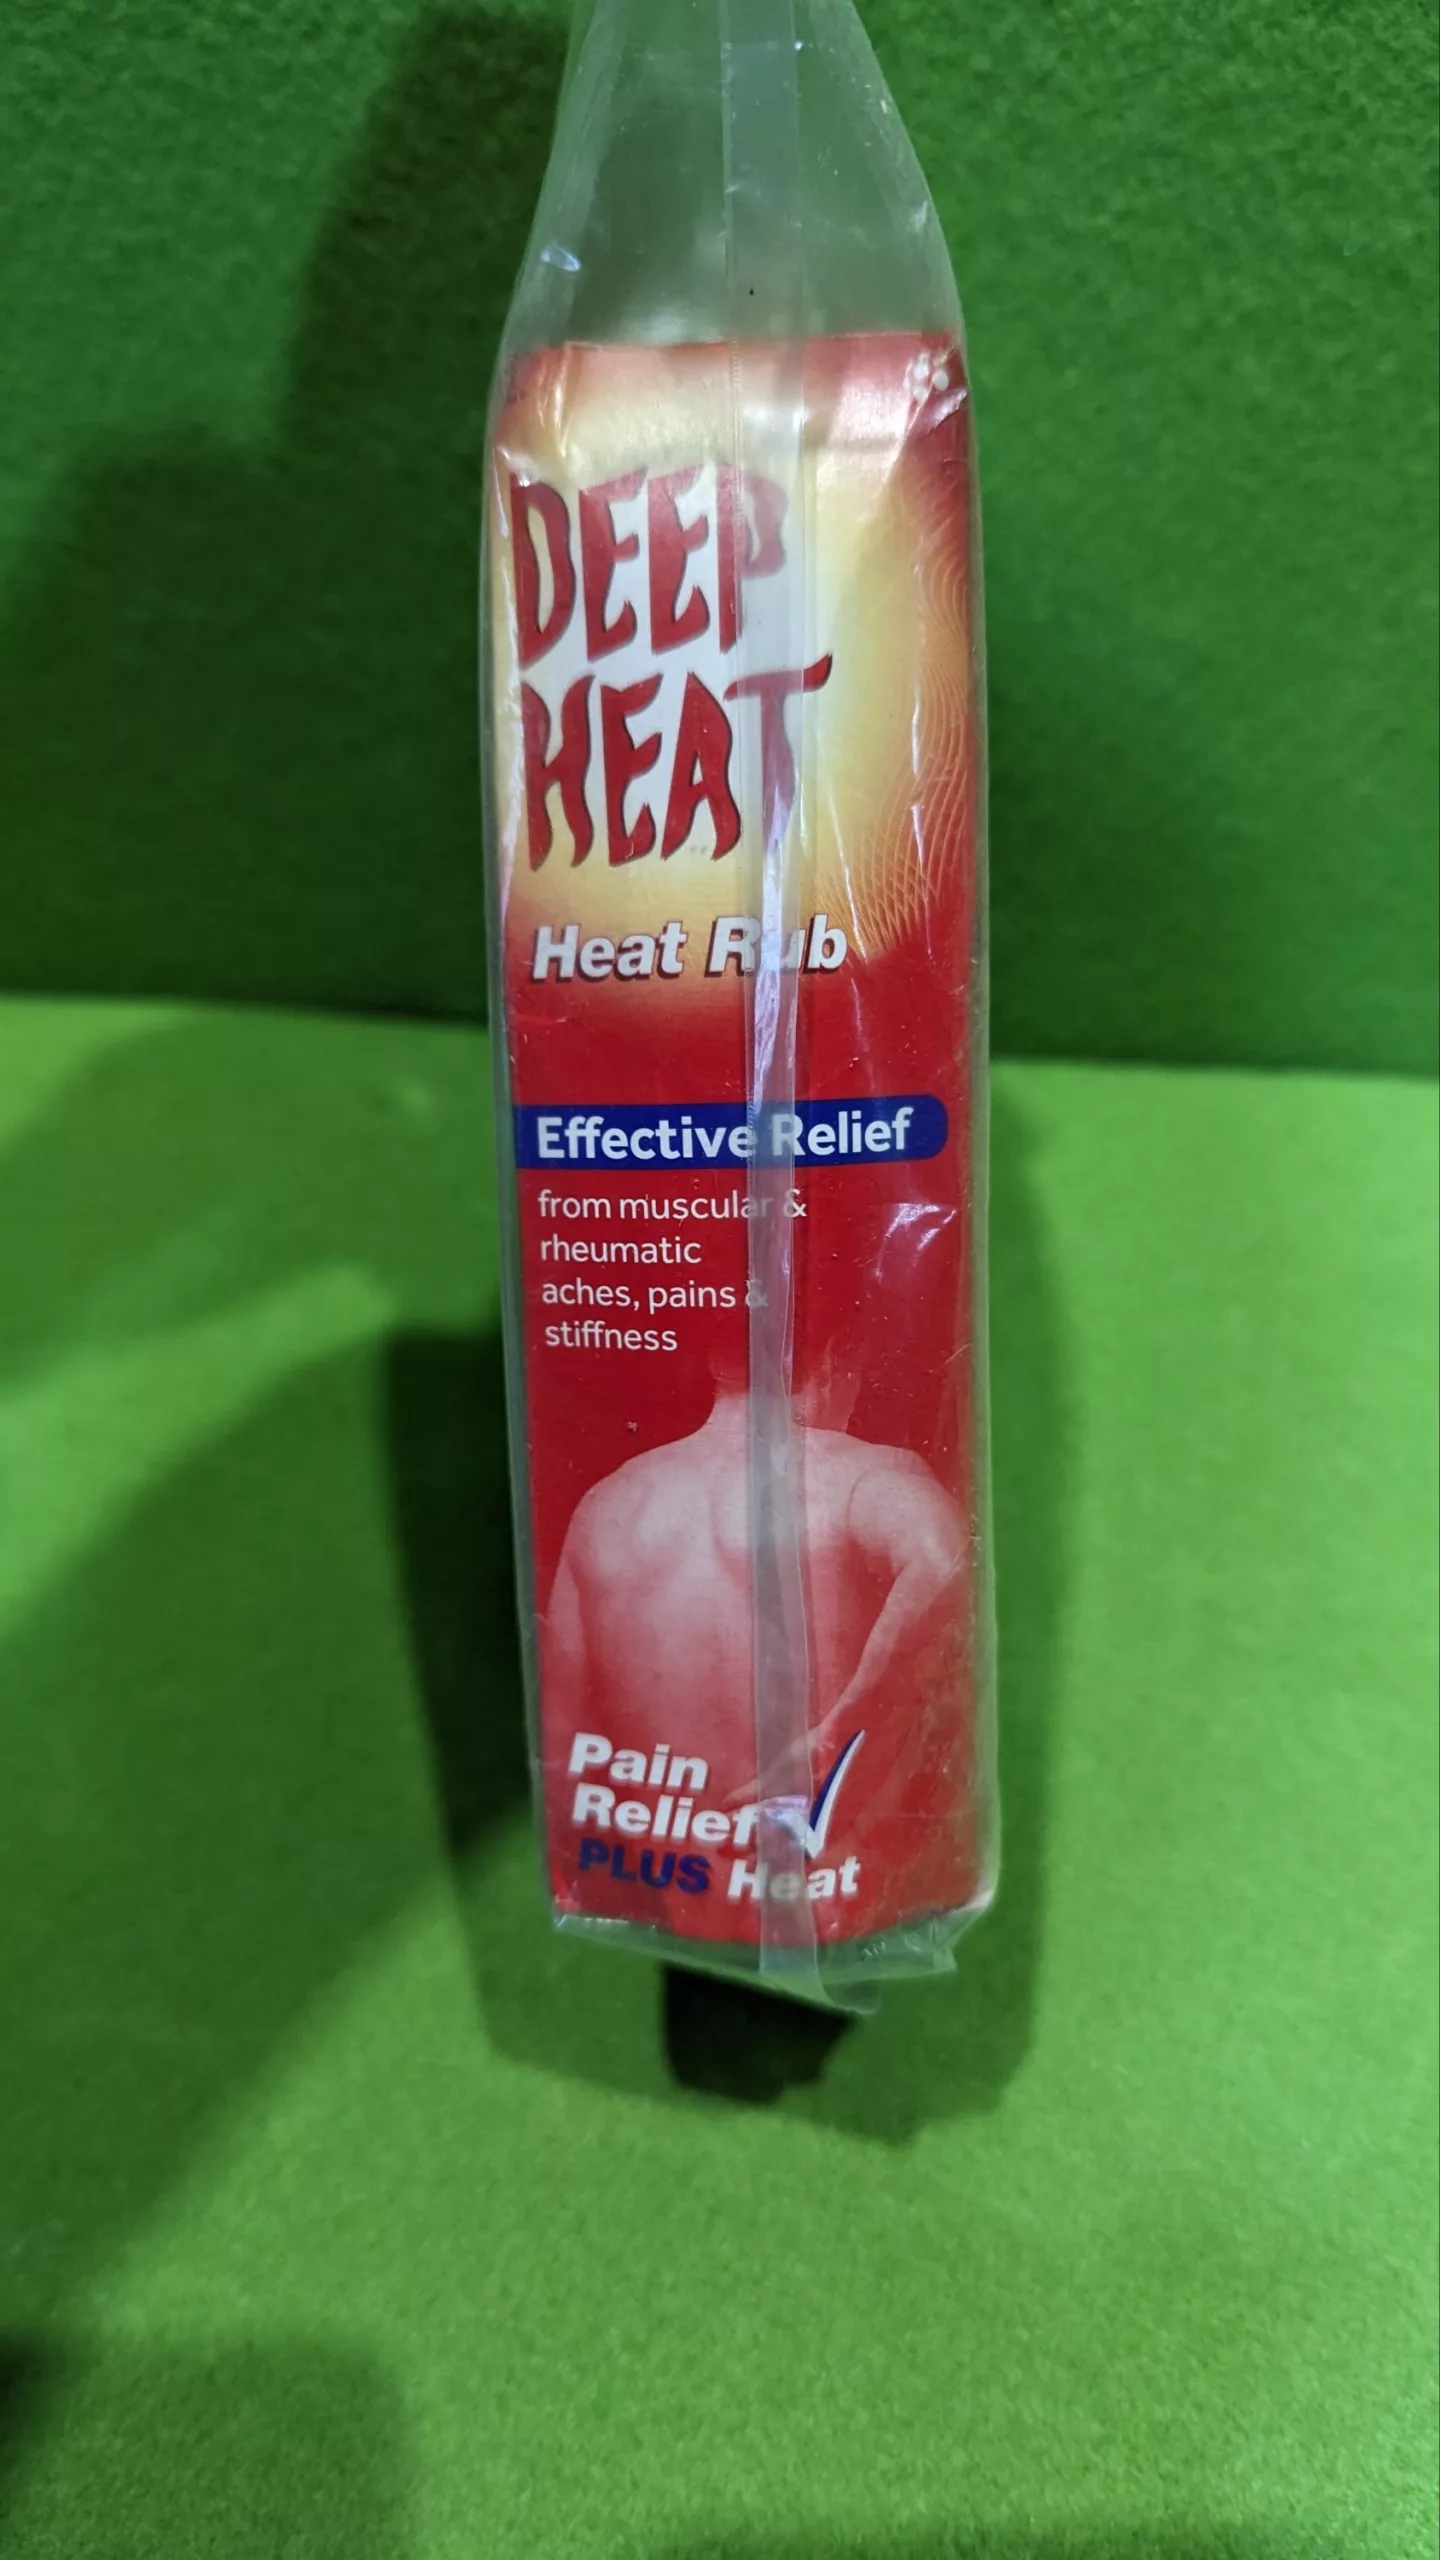 DEEP
HEAT
Heat Rub
Effective Relief
from muscular &
rheumatic
aches, pains &
stiffness
Pain
Relief
PLUS Heat